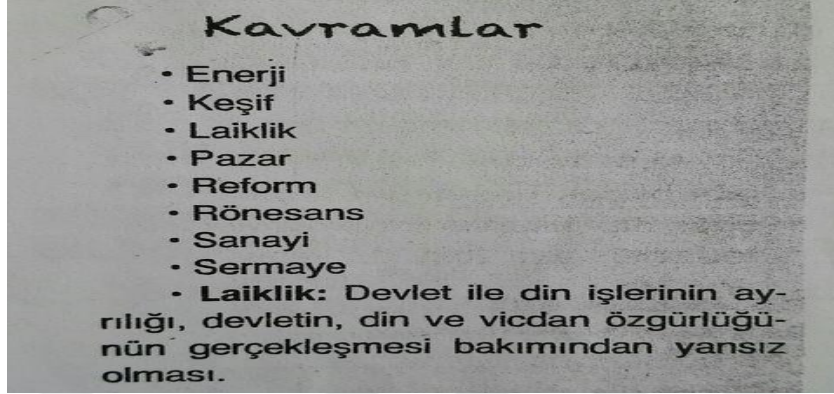 Kavramlar
• Enerji
• Keşif
• Laiklik
• Pazar
• Reform
• Rönesans
• Sanayi
• Sermaye
• Laiklik: Devlet ile din işlerinin ay-
rılığı, devletin, din ve vicdan özgürlüğü-
nün gerçekleşmesi bakımından yansız
olması.